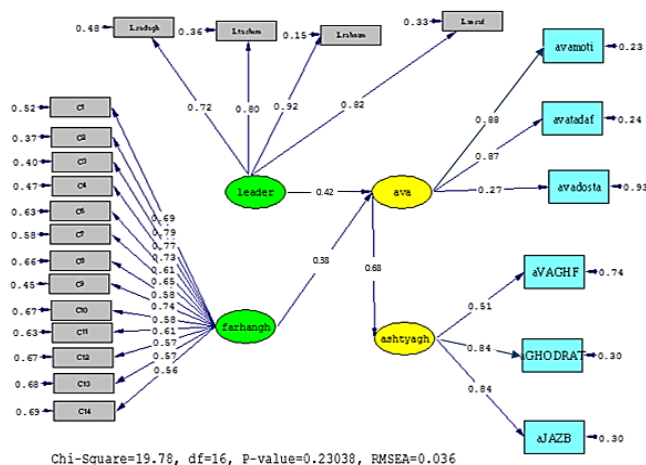 0.48 Lsadagh 0.36 Ltashom 0.15 0.33
avamoti 0.23
0.72 0.80 0.92 0.82
0.88
0.52 C1
avatadaf 0.24
0.37 C2
0.87
0.40 C3
0.47 C4
leader 0.42 ava 0.27 avadosta 0.93
0.63 C6
0.58 C7
0.69
0.79
0.77
0.73
0.61
0.65
0.58
0.74
0.58
0.61
0.57
0.57
0.56
0.66 C8
0.38 0.68
aVAGHF 0.74
0.45 C9
0.51
0.67 C10
0.63 C11
farhangh ashtyagh
0.84 aGHODRAT 0.30
0.67 C12
0.84
0.68 C13
0.69 C14
aJAZB 0.30
Chi-Square=19.78, df=16, P-value=0.23038, RMSEA=0.036